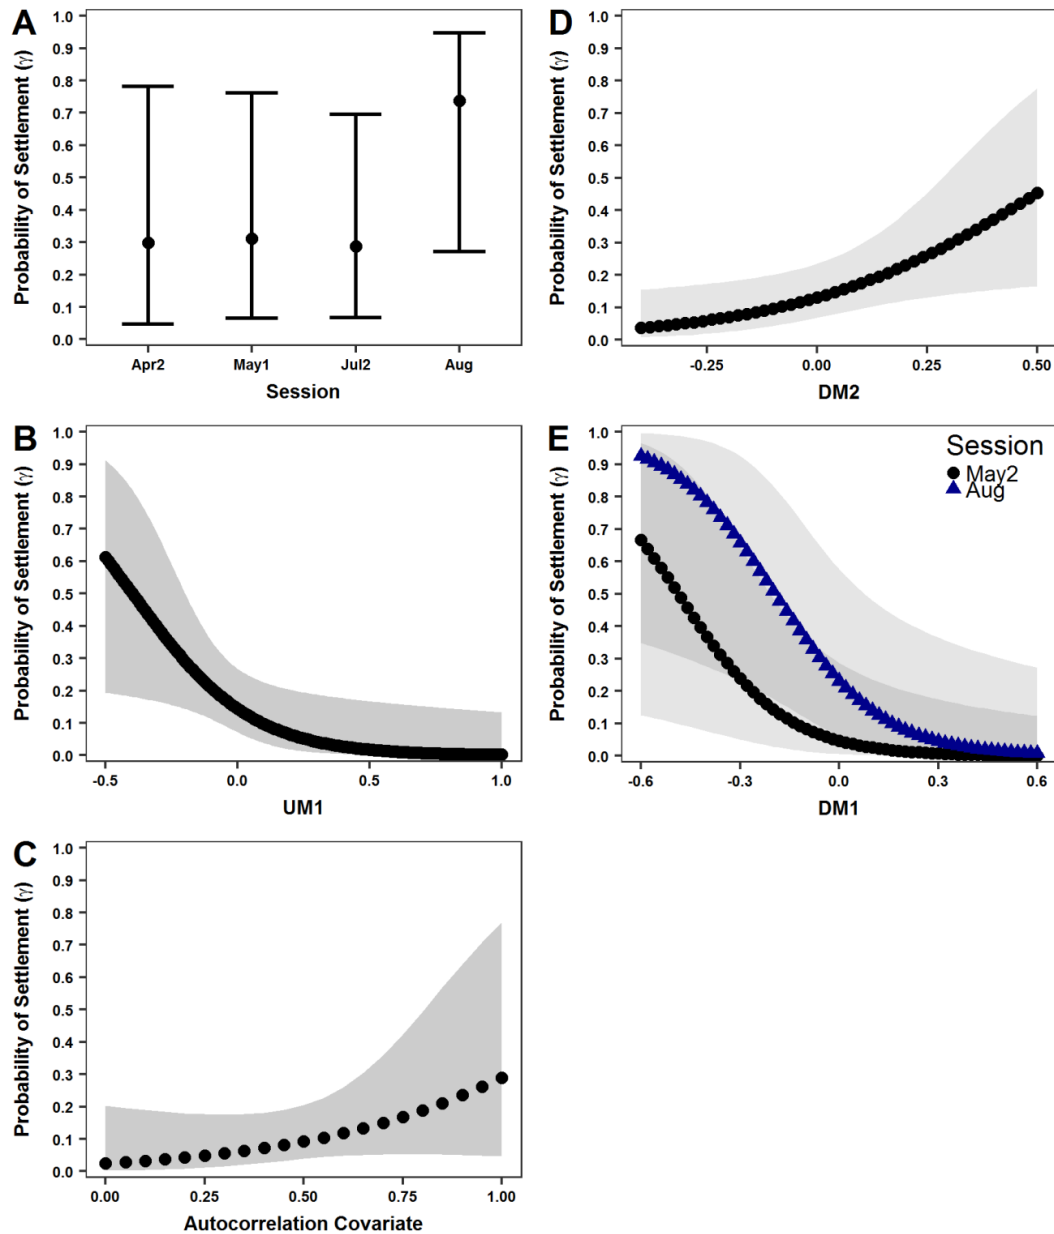 A
Probability of Settlement (γ)
1.0
0.9
0.8
0.7
0.6
0.5
0.4
0.3
0.2
0.1
0.0
Apr2 May1 Jul2 Aug
Session
D
Probability of Settlement (γ)
1.0
0.9
0.8
0.7
0.6
0.5
0.4
0.3
0.2
0.1
0.0
-0.25 0.00 0.25 0.50
DM2
B
Probability of Settlement (γ)
1.0
0.9
0.8
0.7
0.6
0.5
0.4
0.3
0.2
0.1
0.0
-0.5 0.0 0.5 1.0
UM1
E
Probability of Settlement (γ)
1.0
0.9
0.8
0.7
0.6
0.5
0.4
0.3
0.2
0.1
0.0
Session
May2
Aug
-0.6 -0.3 0.0 0.3 0.6
DM1
C
Probability of Settlement (γ)
1.0
0.9
0.8
0.7
0.6
0.5
0.4
0.3
0.2
0.1
0.0
0.00 0.25 0.50 0.75 1.00
Autocorrelation Covariate